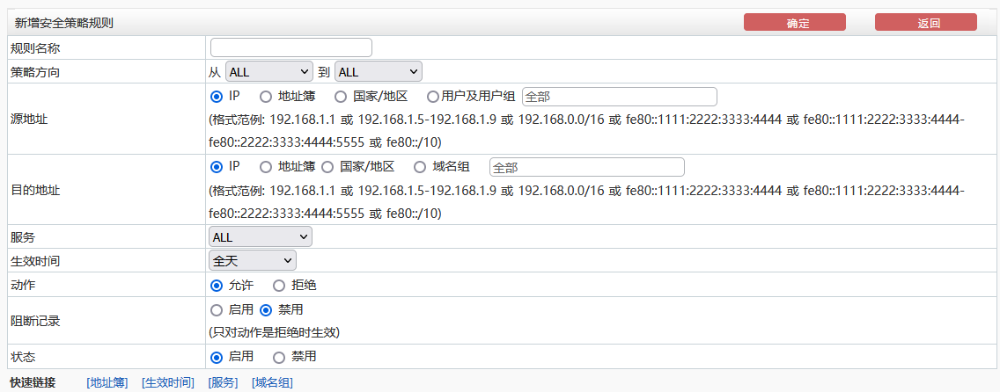 新增安全策略规则 确定 返回
规则名称
策略方向 从 ALL 到 ALL
IP 地址簿 国家/地区 用户及用户组 全部
源地址
(格式范例: 192.168.1.1 或 192.168.1.5-192.168.1.9 或 192.168.0.0/16 或 fe80::1111:2222:3333:4444 或 fe80::1111:2222:3333:4444-
fe80::2222:3333:4444:5555 或 fe80::/10)
IP 地址簿 国家/地区 域名组 全部
目的地址
(格式范例: 192.168.1.1 或 192.168.1.5-192.168.1.9 或 192.168.0.0/16 或 fe80::1111:2222:3333:4444 或 fe80::1111:2222:3333:4444-
fe80::2222:3333:4444:5555 或 fe80::/10)
服务 ALL
生效时间 全天
动作 允许 拒绝
阻断记录 启用 禁用
(只对动作是拒绝时生效)
状态 启用 禁用
快速链接 [地址簿] [生效时间] [服务] [域名组]